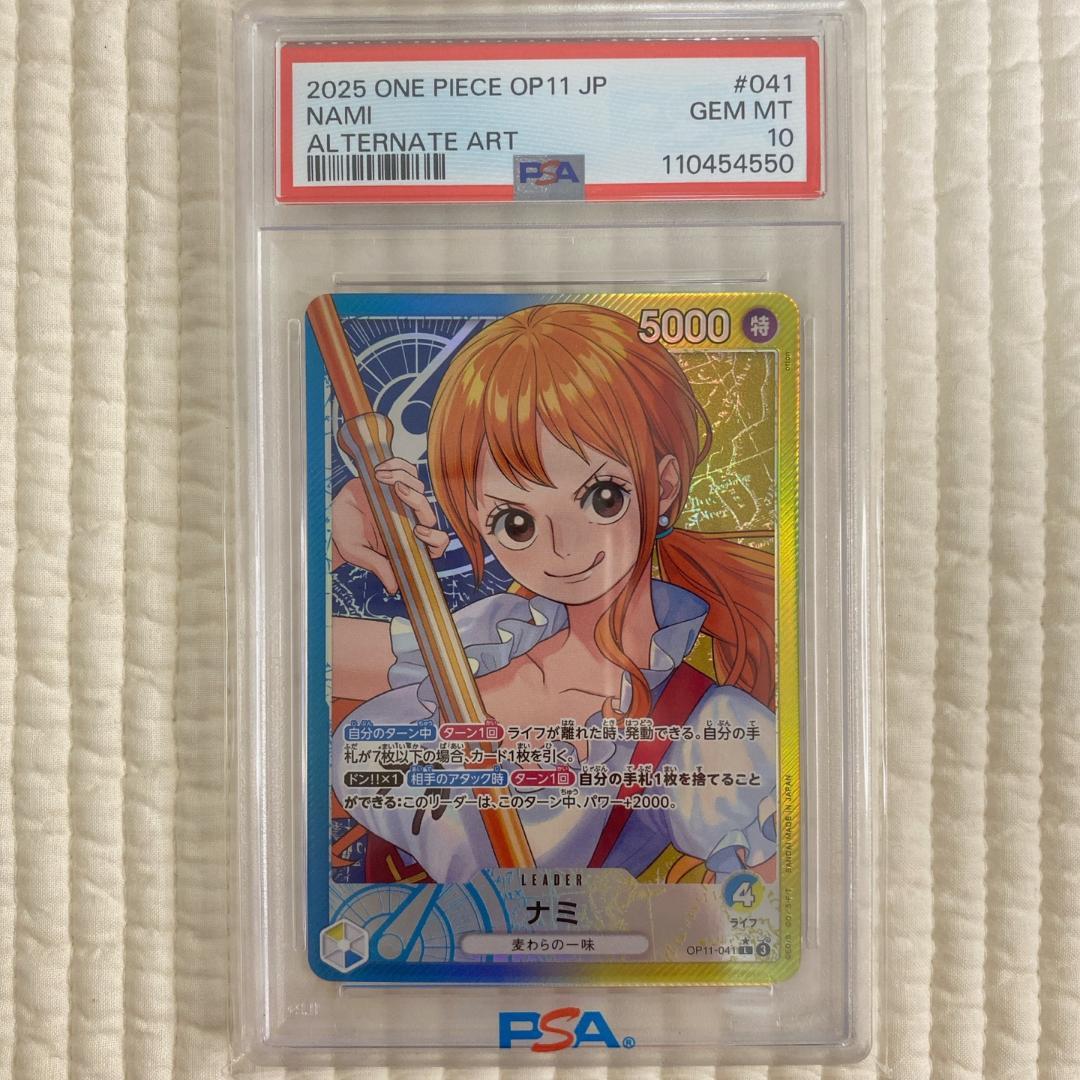 2025 ONE PIECE OP11 JP #041
NAMI GEM MT
ALTERNATE ART 10
PSA 110454550
5000 特
自分のターン中 ターン1回 ライフが離れた時、発動できる。自分の手
札が7枚以下の場合、カード1枚を引く。
ドン!!×1 相手のアタック時 ターン1回 自分の手札1枚を捨てること
ができる:このリーダーは、このターン中、パワー+2000。
LEADER
ナミ
4
ライフ
麦わらの一味
OP11-041 L 3
BANDAI MADE IN JAPAN
PSA®